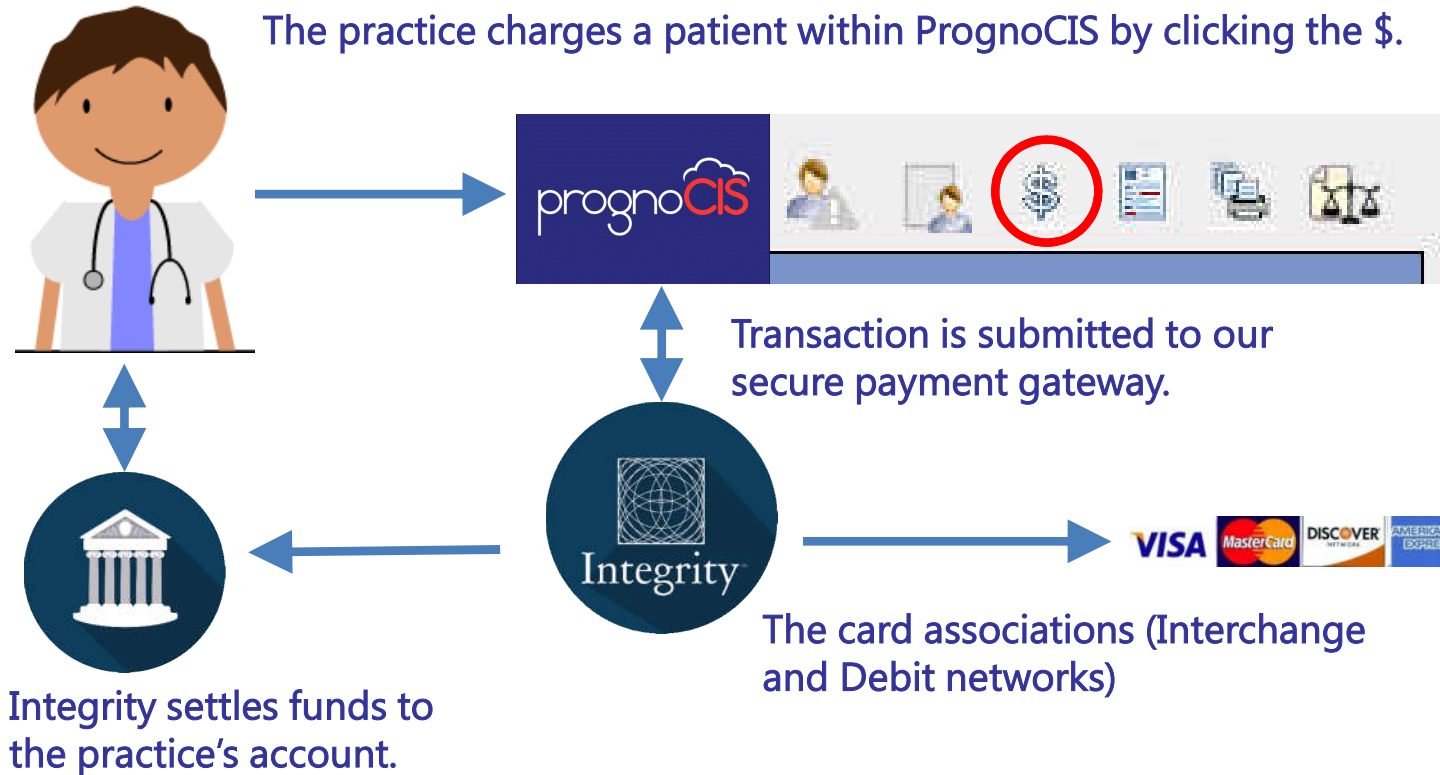 The practice charges a patient within PrognoCIS by clicking the $.
prognoCIS
$
Transaction is submitted to our
secure payment gateway.
Integrity
VISA
MasterCard
DISCOVER
NETWORK
The card associations (Interchange
and Debit networks)
Integrity settles funds to
the practice's account.